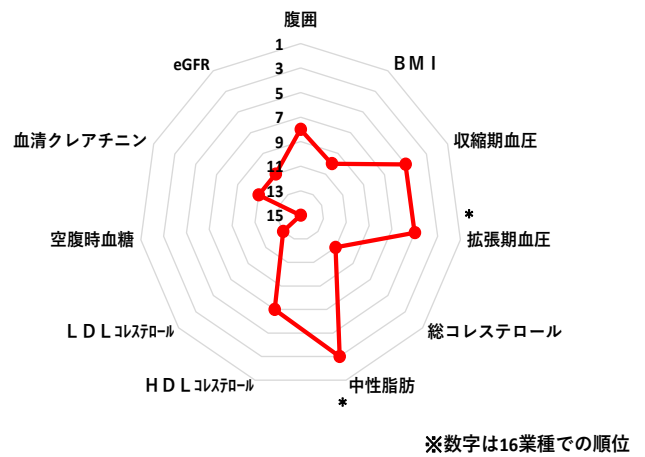 腹囲
1
3
5
7
9
11
13
15
ＢＭＩ
収縮期血圧
*
拡張期血圧
総コレステロール
中性脂肪
*
ＨＤＬｺﾚｽﾃﾛｰﾙ
ＬＤＬｺﾚｽﾃﾛｰﾙ
空腹時血糖
血清クレアチニン
eGFR
※数字は16業種での順位